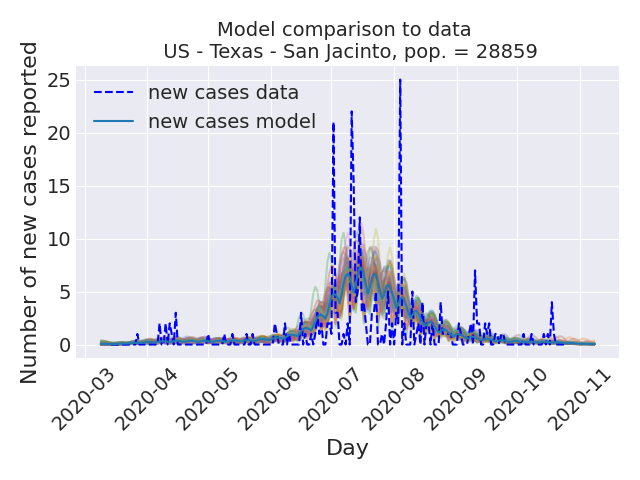 Model comparison to data
US - Texas - San Jacinto, pop. = 28859
Number of new cases reported
25
20
15
10
5
0
new cases data
new cases model
2020-03
2020-04
2020-05
2020-06
2020-07
2020-08
2020-09
2020-10
2020-11
Day